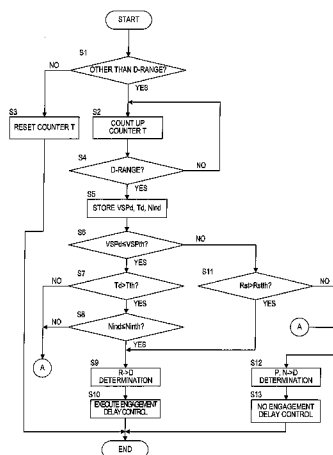 START
S1
OTHER THAN D-RANGE?
NO
YES
S3
RESET COUNTER T
S2
COUNT UP
COUNTER T
S4
D-RANGE?
NO
YES
S5
STORE VSPd, Td, Nind
S6
VSPd≤VSPth?
NO
YES
S7
Td>Tth?
NO
YES
S11
Rst>Rstth?
NO
YES
S8
Nind≤Ninth?
NO
YES
A
A
S9
R->D
DETERMINATION
S12
P, N->D
DETERMINATION
S10
EXECUTE ENGAGEMENT
DELAY CONTROL
S13
NO ENGAGEMENT
DELAY CONTROL
END